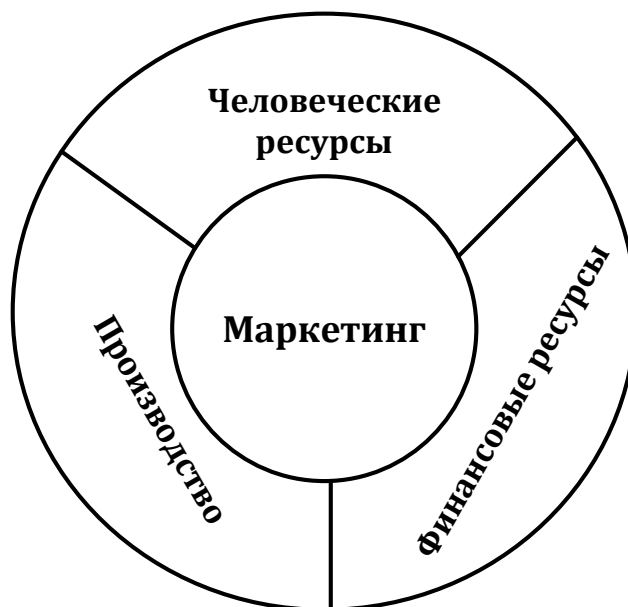 Человеческие
ресурсы
Маркетинг
Производство
Финансовые ресурсы